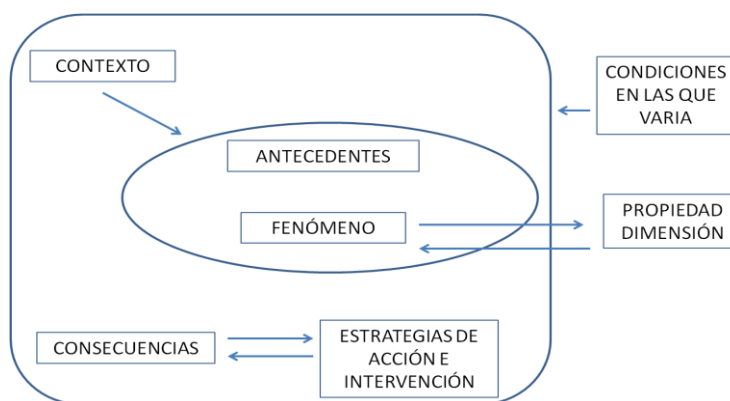 CONTEXTO
CONDICIONES
EN LAS QUE
VARIA
ANTECEDENTES
FENÓMENO
PROPIEDAD
DIMENSIÓN
CONSECUENCIAS
ESTRATEGIAS DE
ACCIÓN E
INTERVENCIÓN